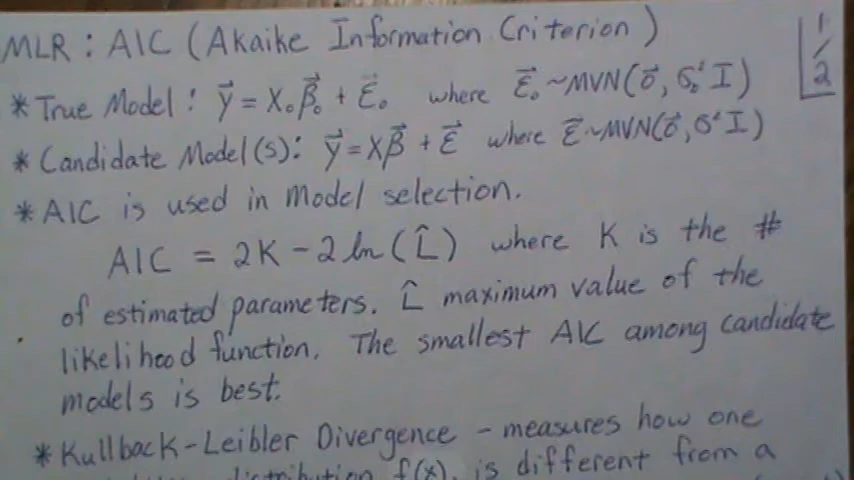 MLR : AIC (Akaike Information Criterion)
1/2
* True Model : y⃗ = X₀β⃗₀ + ε⃗₀ where ε⃗₀ ~ MVN(0⃗, σ₀² I)
* Candidate Model(s): y⃗ = Xβ⃗ + ε⃗ where ε⃗ ~ MVN(0⃗, σ² I)
* AIC is used in model selection.
AIC = 2K - 2 ln(L̂) where K is the #
of estimated parameters. L̂ maximum value of the
likelihood function. The smallest AIC among candidate
models is best.
* Kullback-Leibler Divergence - measures how one
distribution f(x), is different from a